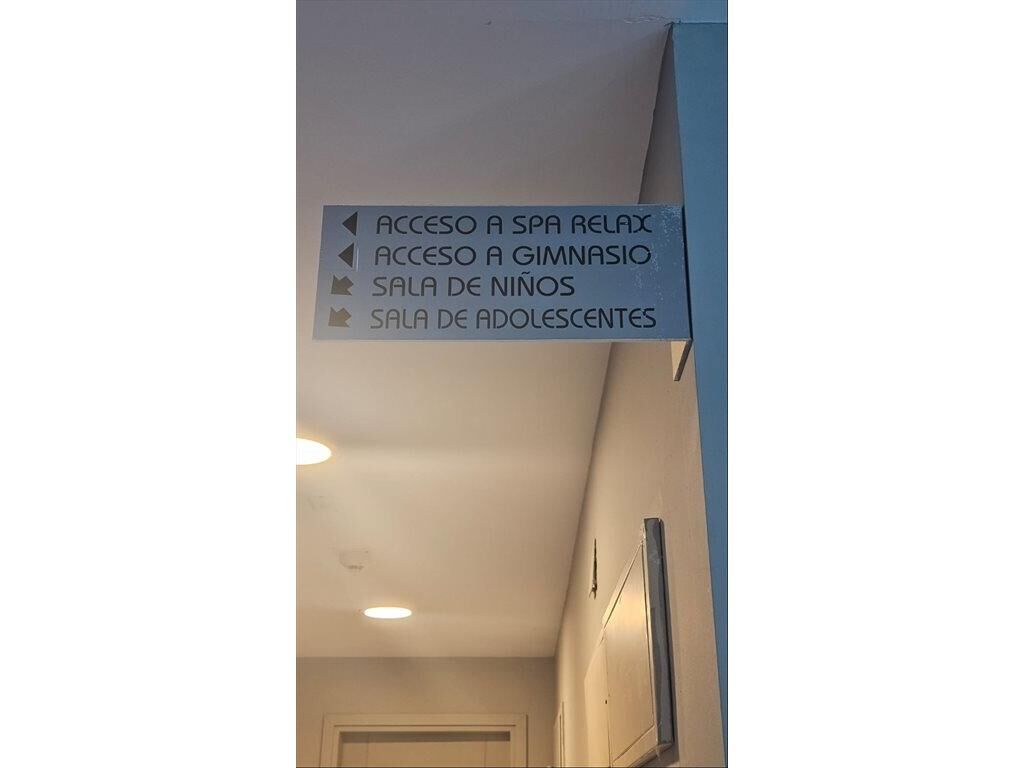 ACCESO A SPA RELAX
ACCESO A GIMNASIO
SALA DE NIÑOS
SALA DE ADOLESCENTES